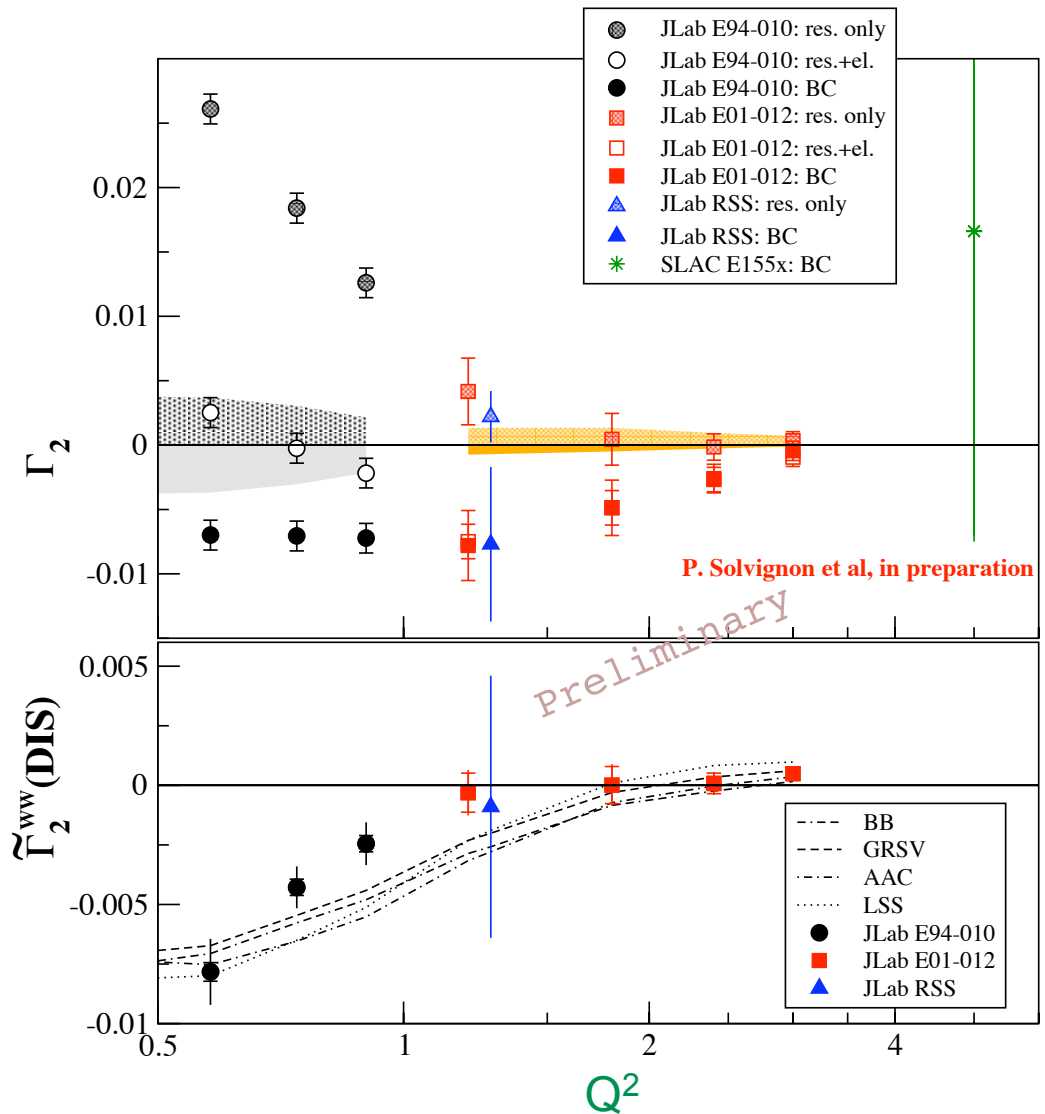 JLab E94-010: res. only
JLab E94-010: res.+el.
JLab E94-010: BC
JLab E01-012: res. only
JLab E01-012: res.+el.
JLab E01-012: BC
JLab RSS: res. only
JLab RSS: BC
SLAC E155x: BC
0.02
0.01
0
-0.01
Γ2
P. Solvignon et al, in preparation
Preliminary
0.005
0
-0.005
-0.01
Γ̃2^ww(DIS)
BB
GRSV
AAC
LSS
JLab E94-010
JLab E01-012
JLab RSS
0.5 1 2 4
Q²